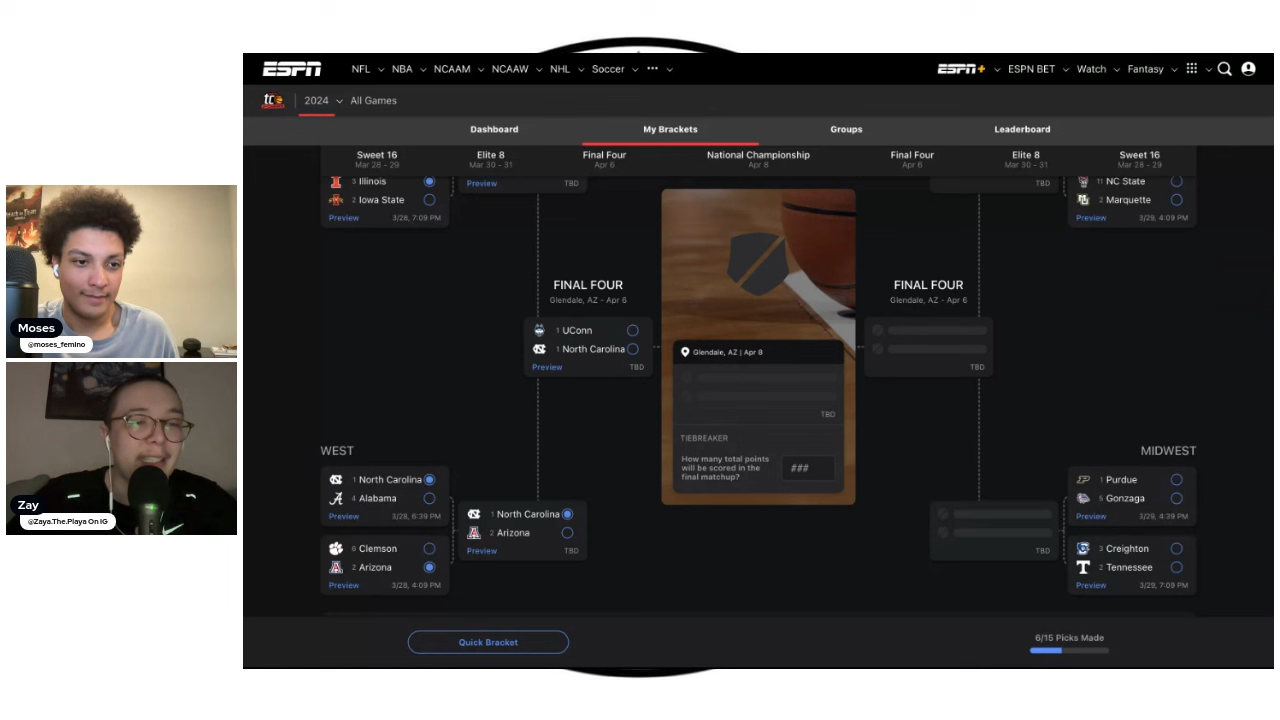 ESPN NFL NBA NCAAM NCAAW NHL Soccer ••• ESPN+ ESPN BET Watch Fantasy
tc 2024 All Games
Dashboard My Brackets Groups Leaderboard
Sweet 16 Elite 8 Final Four National Championship Final Four Elite 8 Sweet 16
Mar 28 - 29 Mar 30 - 31 Apr 6 Apr 8 Apr 6 Mar 30 - 31 Mar 28 - 29
3 Illinois
2 Iowa State
Preview 3/28, 7:09 PM
Preview TBD
TBD
11 NC State
2 Marquette
Preview 3/29, 4:09 PM
FINAL FOUR
Glendale, AZ - Apr 6
1 UConn
1 North Carolina
Preview TBD
Glendale, AZ | Apr 8
TBD
TIEBREAKER
How many total points
will be scored in the
final matchup?
###
FINAL FOUR
Glendale, AZ - Apr 6
TBD
WEST
1 North Carolina
4 Alabama
Preview 3/28, 6:39 PM
6 Clemson
2 Arizona
Preview 3/28, 4:09 PM
1 North Carolina
2 Arizona
Preview TBD
TBD
MIDWEST
1 Purdue
5 Gonzaga
Preview 3/29, 4:39 PM
3 Creighton
2 Tennessee
Preview 3/29, 7:09 PM
Quick Bracket
6/15 Picks Made
Moses
@moses_femino
Zay
@Zaya.The.Playa On IG